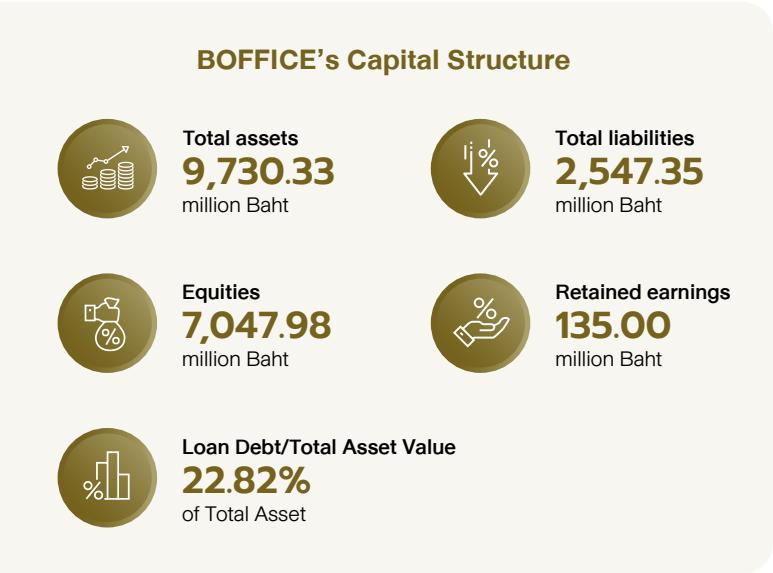 BOFFICE's Capital Structure
Total assets
9,730.33
million Baht
Total liabilities
2,547.35
million Baht
Equities
7,047.98
million Baht
Retained earnings
135.00
million Baht
Loan Debt/Total Asset Value
22.82%
of Total Asset